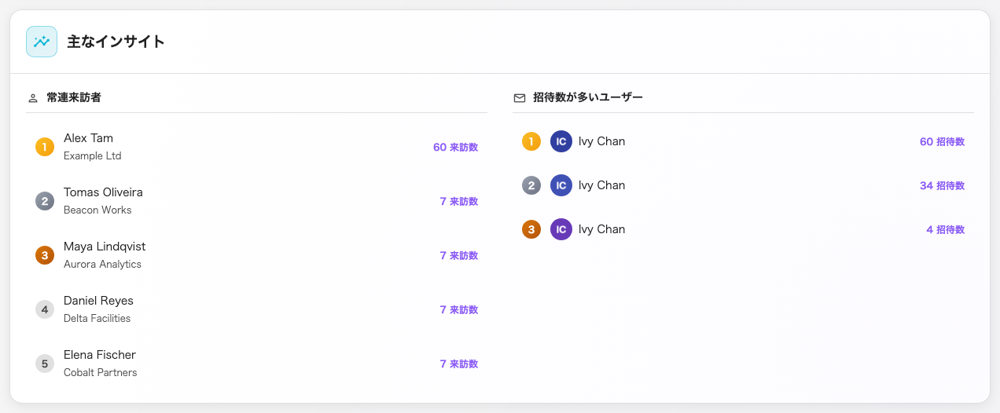 主なインサイト
常連来訪者
1 Alex Tam
Example Ltd
60 来訪数
2 Tomas Oliveira
Beacon Works
7 来訪数
3 Maya Lindqvist
Aurora Analytics
7 来訪数
4 Daniel Reyes
Delta Facilities
7 来訪数
5 Elena Fischer
Cobalt Partners
7 来訪数
招待数が多いユーザー
1 IC Ivy Chan 60 招待数
2 IC Ivy Chan 34 招待数
3 IC Ivy Chan 4 招待数